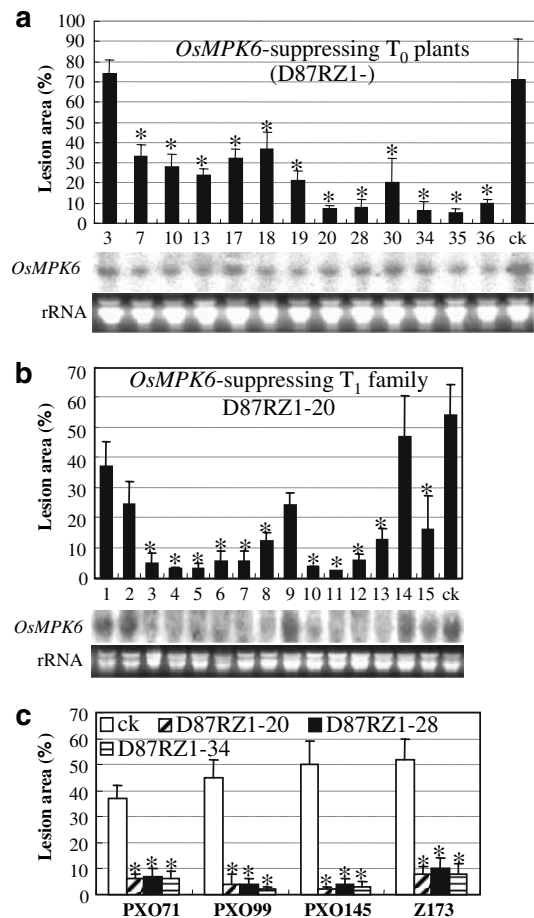 a
OsMPK6-suppressing T0 plants
(D87RZ1-)
Lesion area (%)
100
90
80
70
60
50
40
30
20
10
0
* * * * * * * * * * * *
3 7 10 13 17 18 19 20 28 30 34 35 36 ck
OsMPK6
rRNA
b
OsMPK6-suppressing T1 family
D87RZ1-20
Lesion area (%)
70
60
50
40
30
20
10
0
* * * * * * * * * * *
1 2 3 4 5 6 7 8 9 10 11 12 13 14 15 ck
OsMPK6
rRNA
c
ck D87RZ1-20 D87RZ1-28
D87RZ1-34
Lesion area (%)
70
60
50
40
30
20
10
0
* * * * * * * * * * * *
PXO71 PXO99 PXO145 Z173